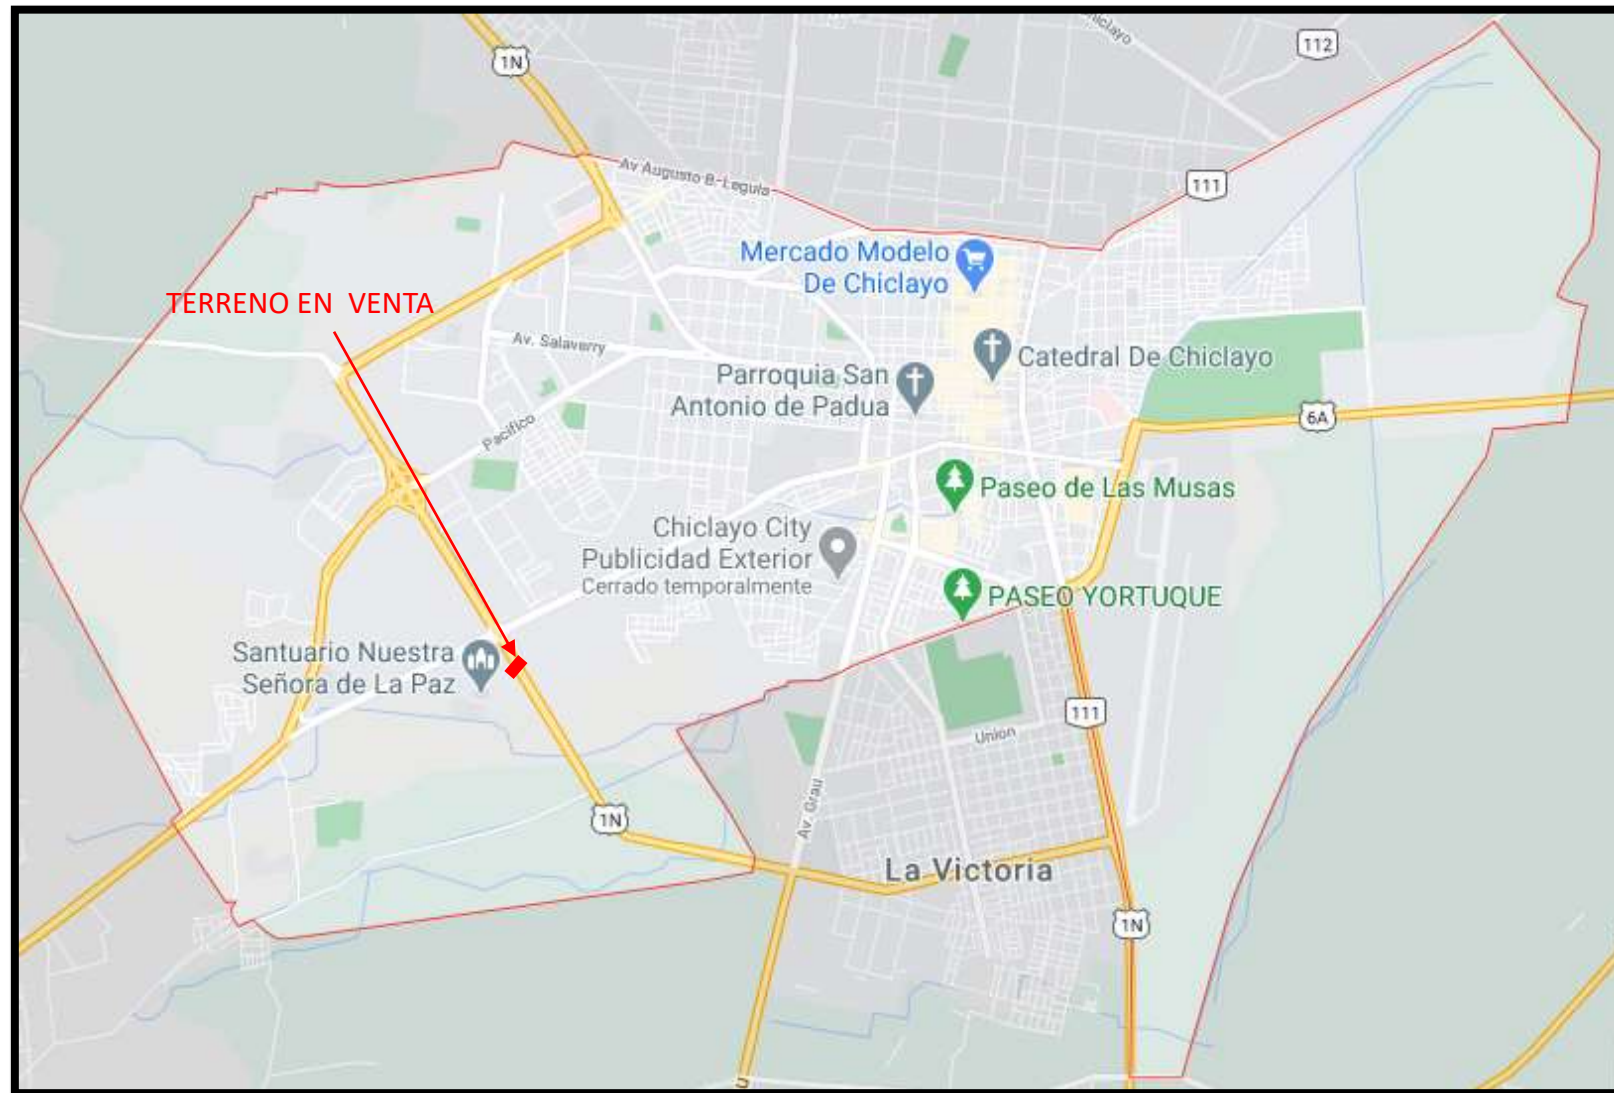 Chiclayo
112
1N
Av Augusto B. Leguía
111
Mercado Modelo
De Chiclayo
TERRENO EN VENTA
Av. Salaverry
Catedral De Chiclayo
Parroquia San
Antonio de Padua
6A
Pacifico
Paseo de Las Musas
Chiclayo City
Publicidad Exterior
Cerrado temporalmente
PASEO YORTUQUE
Santuario Nuestra
Señora de La Paz
111
Union
Av. Grau
1N
La Victoria
1N